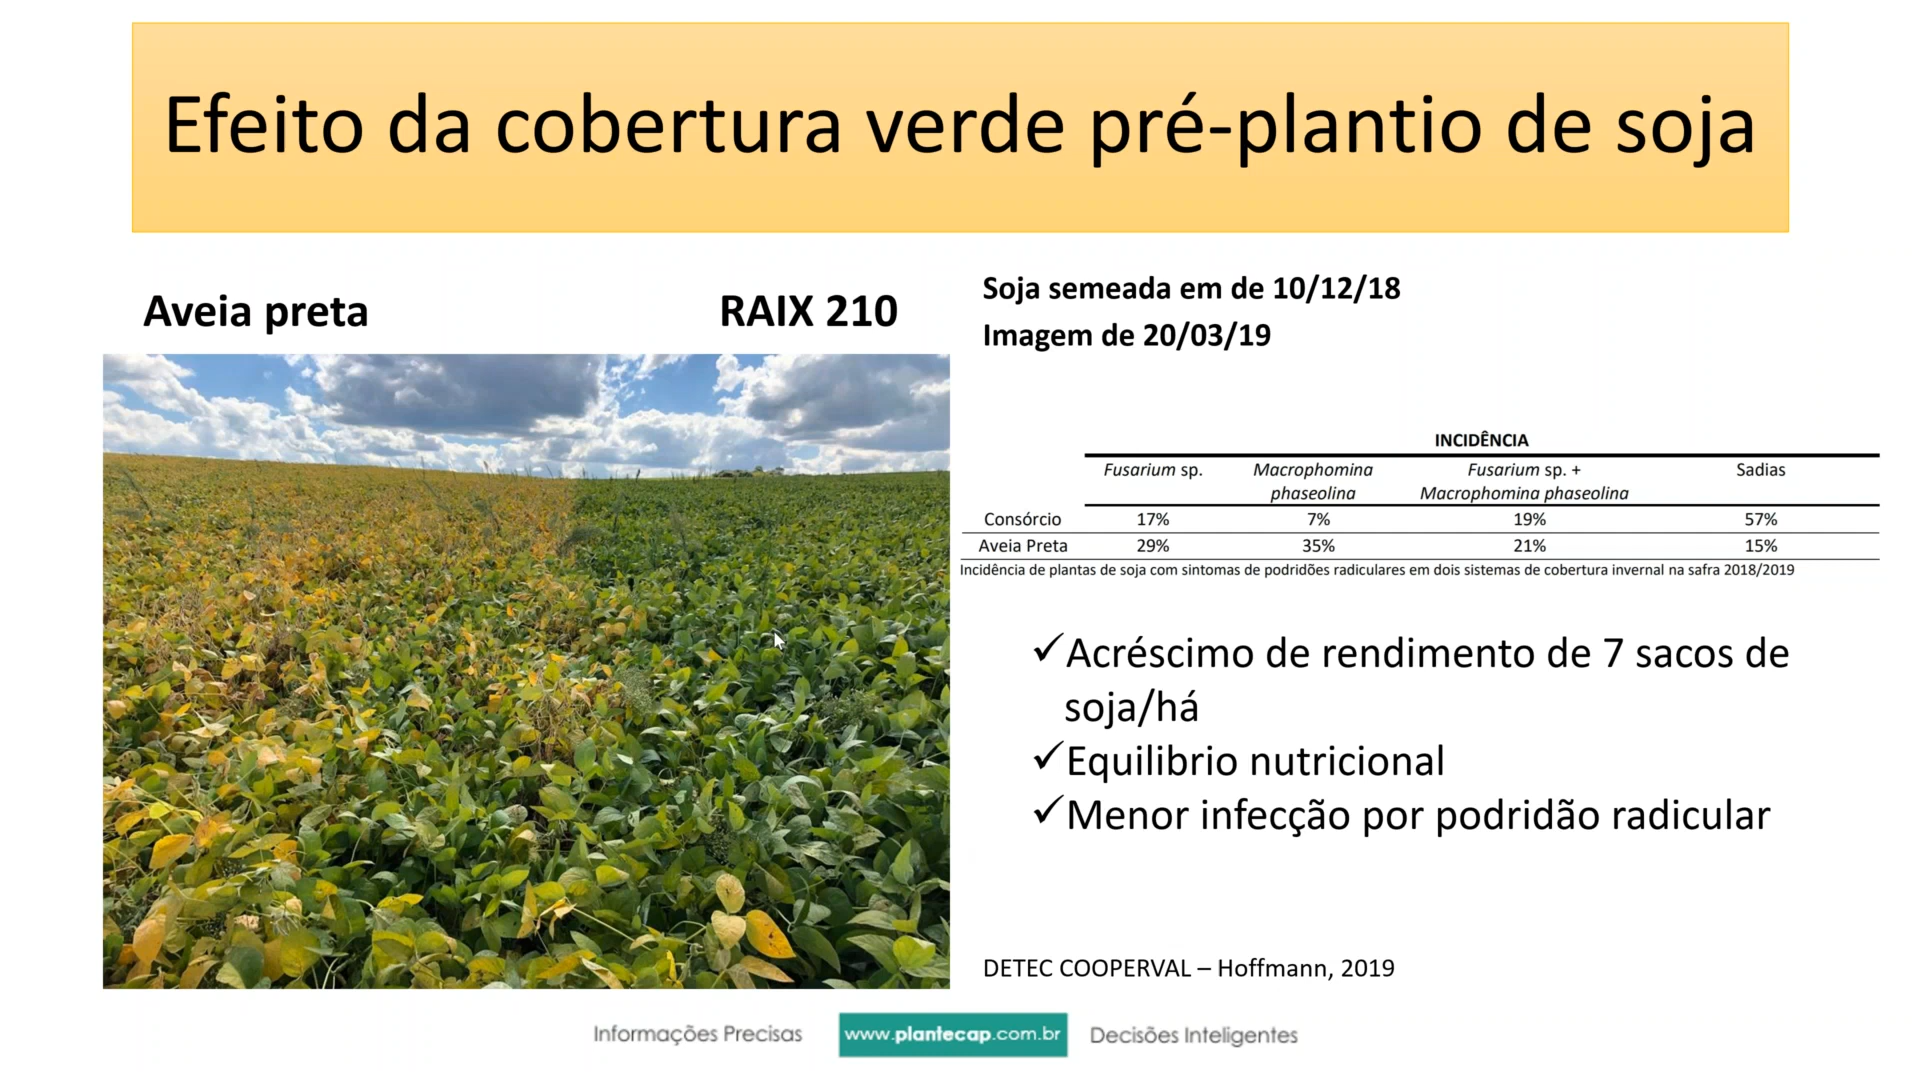 Efeito da cobertura verde pré-plantio de soja
Aveia preta
RAIX 210
Soja semeada em de 10/12/18
Imagem de 20/03/19
INCIDÊNCIA
Fusarium sp. Macrophomina phaseolina Fusarium sp. + Macrophomina phaseolina Sadias
Consórcio 17% 7% 19% 57%
Aveia Preta 29% 35% 21% 15%
Incidência de plantas de soja com sintomas de podridões radiculares em dois sistemas de cobertura invernal na safra 2018/2019
✓Acréscimo de rendimento de 7 sacos de
soja/há
✓Equilibrio nutricional
✓Menor infecção por podridão radicular
DETEC COOPERVAL – Hoffmann, 2019
Informações Precisas
www.plantecap.com.br
Decisões Inteligentes